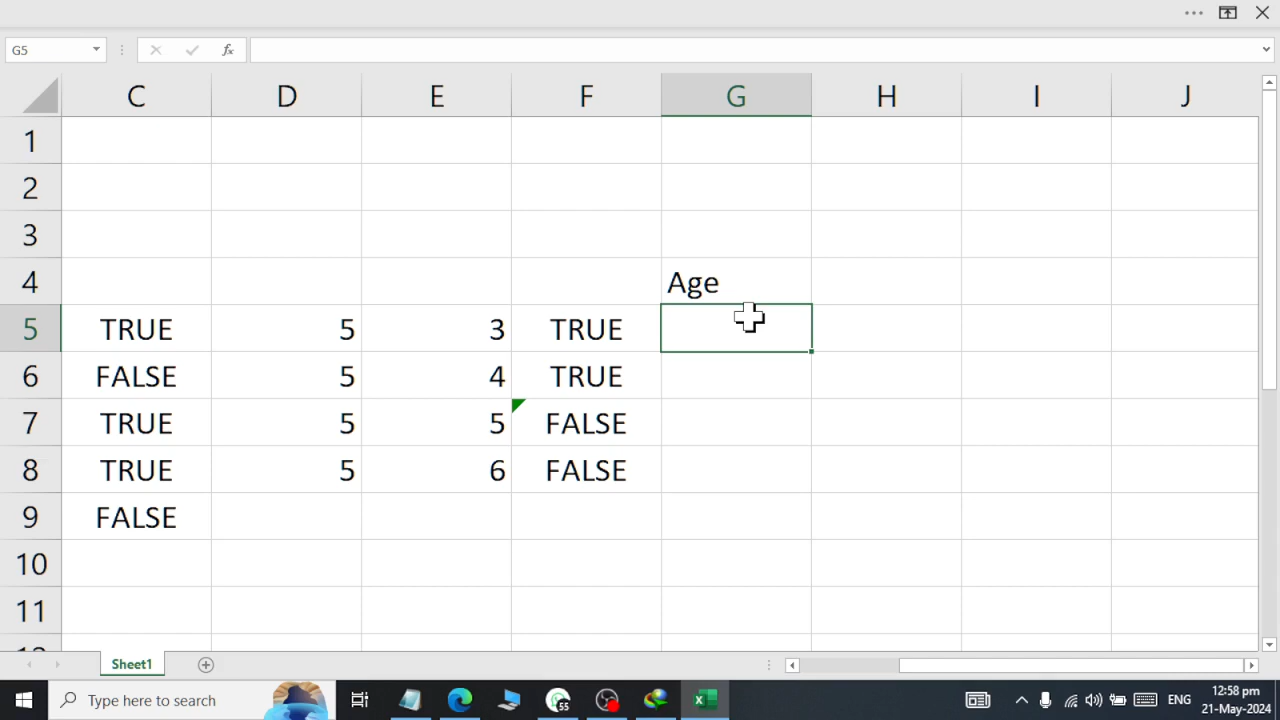 G5
fx
C D E F G H I J
1
2
3
4 Age
5 TRUE 5 3 TRUE
6 FALSE 5 4 TRUE
7 TRUE 5 5 FALSE
8 TRUE 5 6 FALSE
9 FALSE
10
11
Sheet1
Type here to search
55
ENG
12:58 pm
21-May-2024